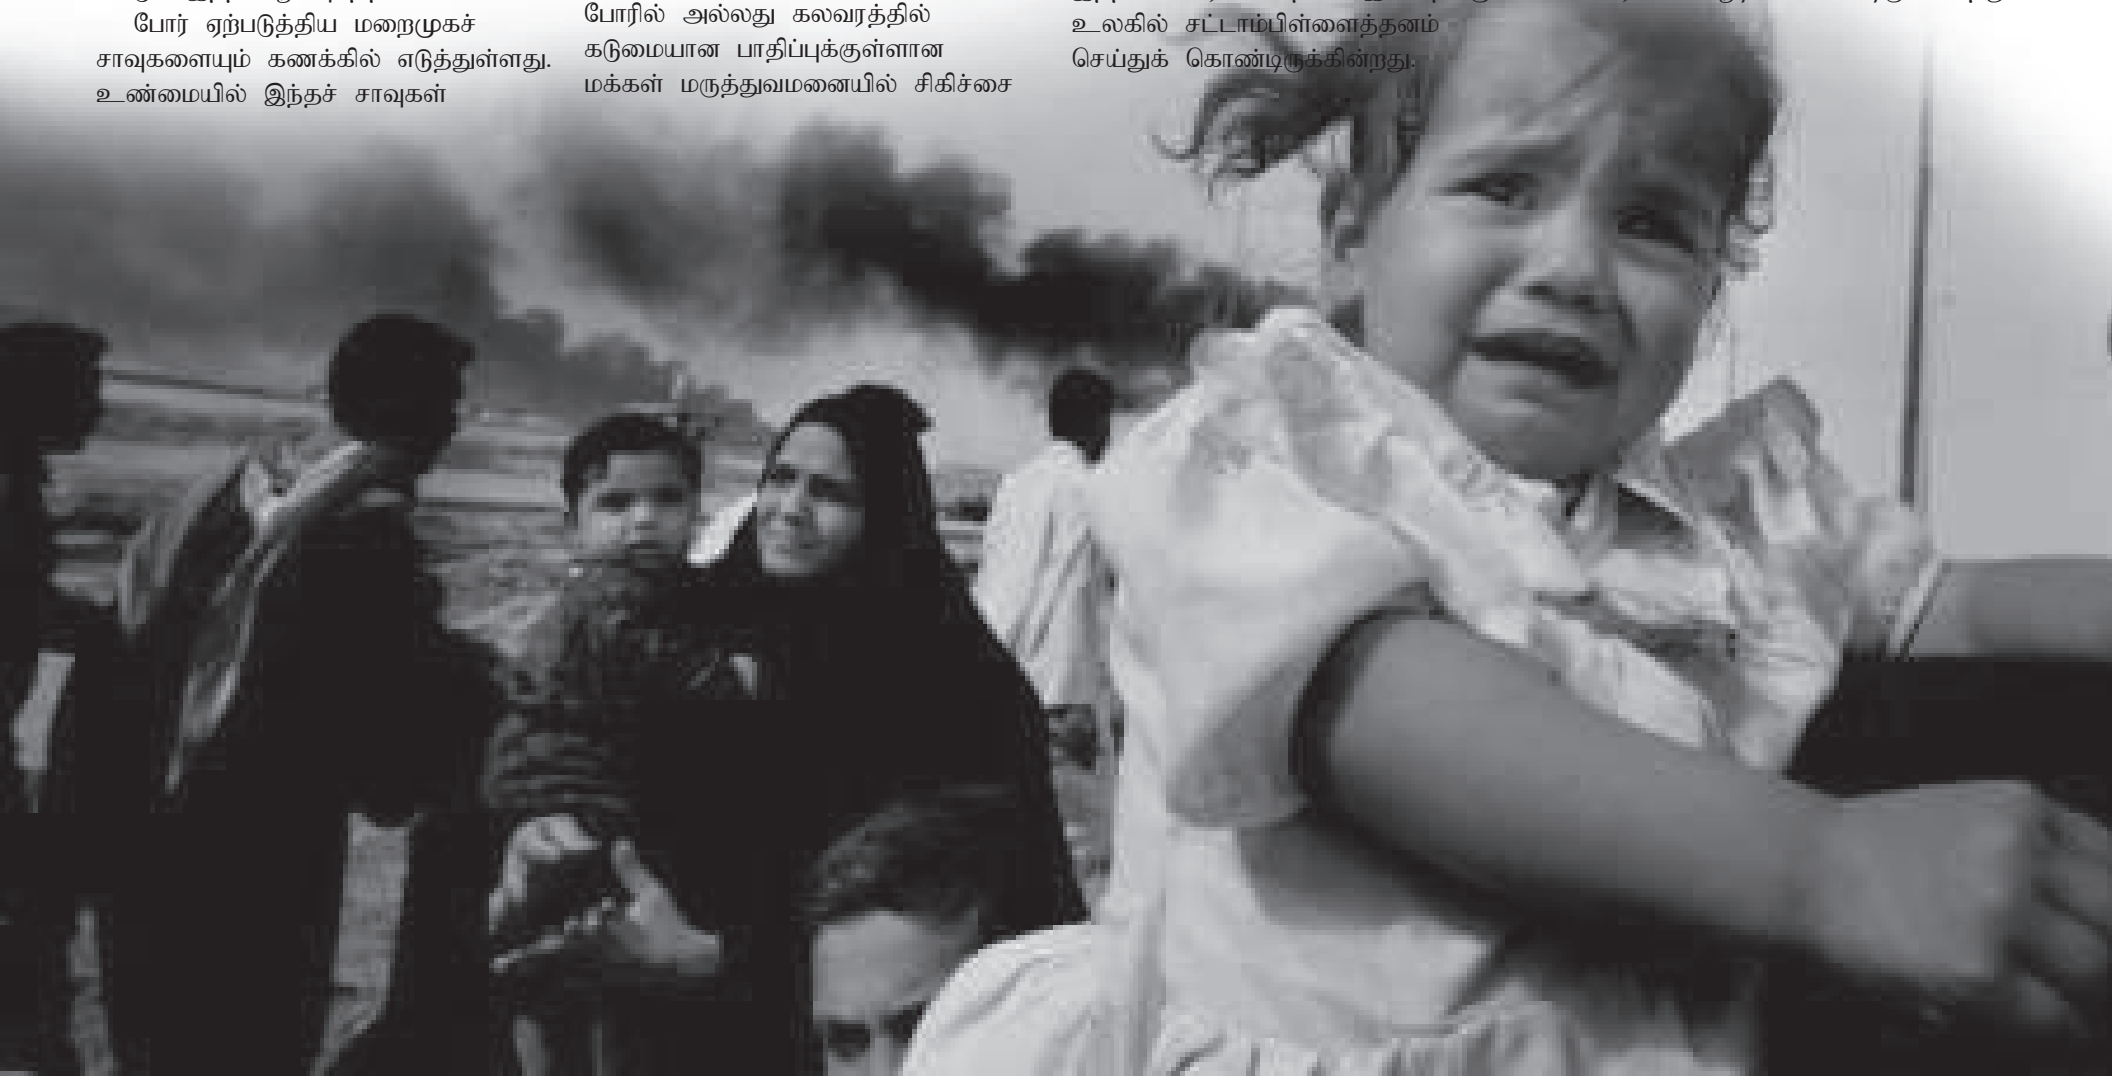 போர் ஏற்படுத்திய மறைமுகச்
சாவுகளையும் கணக்கில் எடுத்துள்ளது.
உண்மையில் இந்தச் சாவுகள்
போரில் அல்லது கலவரத்தில்
கடுமையான பாதிப்புக்குள்ளான
மக்கள் மருத்துவமனையில் சிகிச்சை
உலகில் சட்டாம்பிள்ளைத்தனம்
செய்துக் கொண்டிருக்கின்றது.